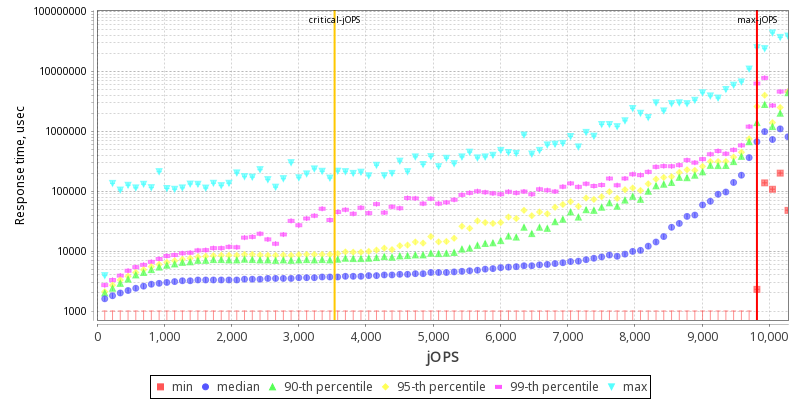 critical-jOPS max-jOPS
100000000
10000000
1000000
100000
10000
1000
Response time, usec
0 1,000 2,000 3,000 4,000 5,000 6,000 7,000 8,000 9,000 10,000
jOPS
min median 90-th percentile 95-th percentile 99-th percentile max